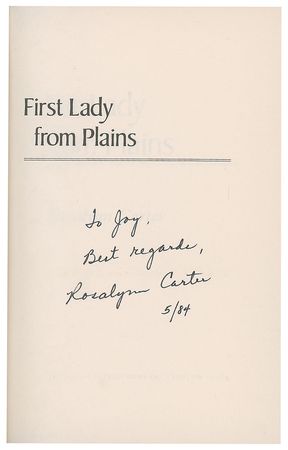 First Lady
from Plains
To Joy,
Best regards,
Rosalynn Carter
5/84